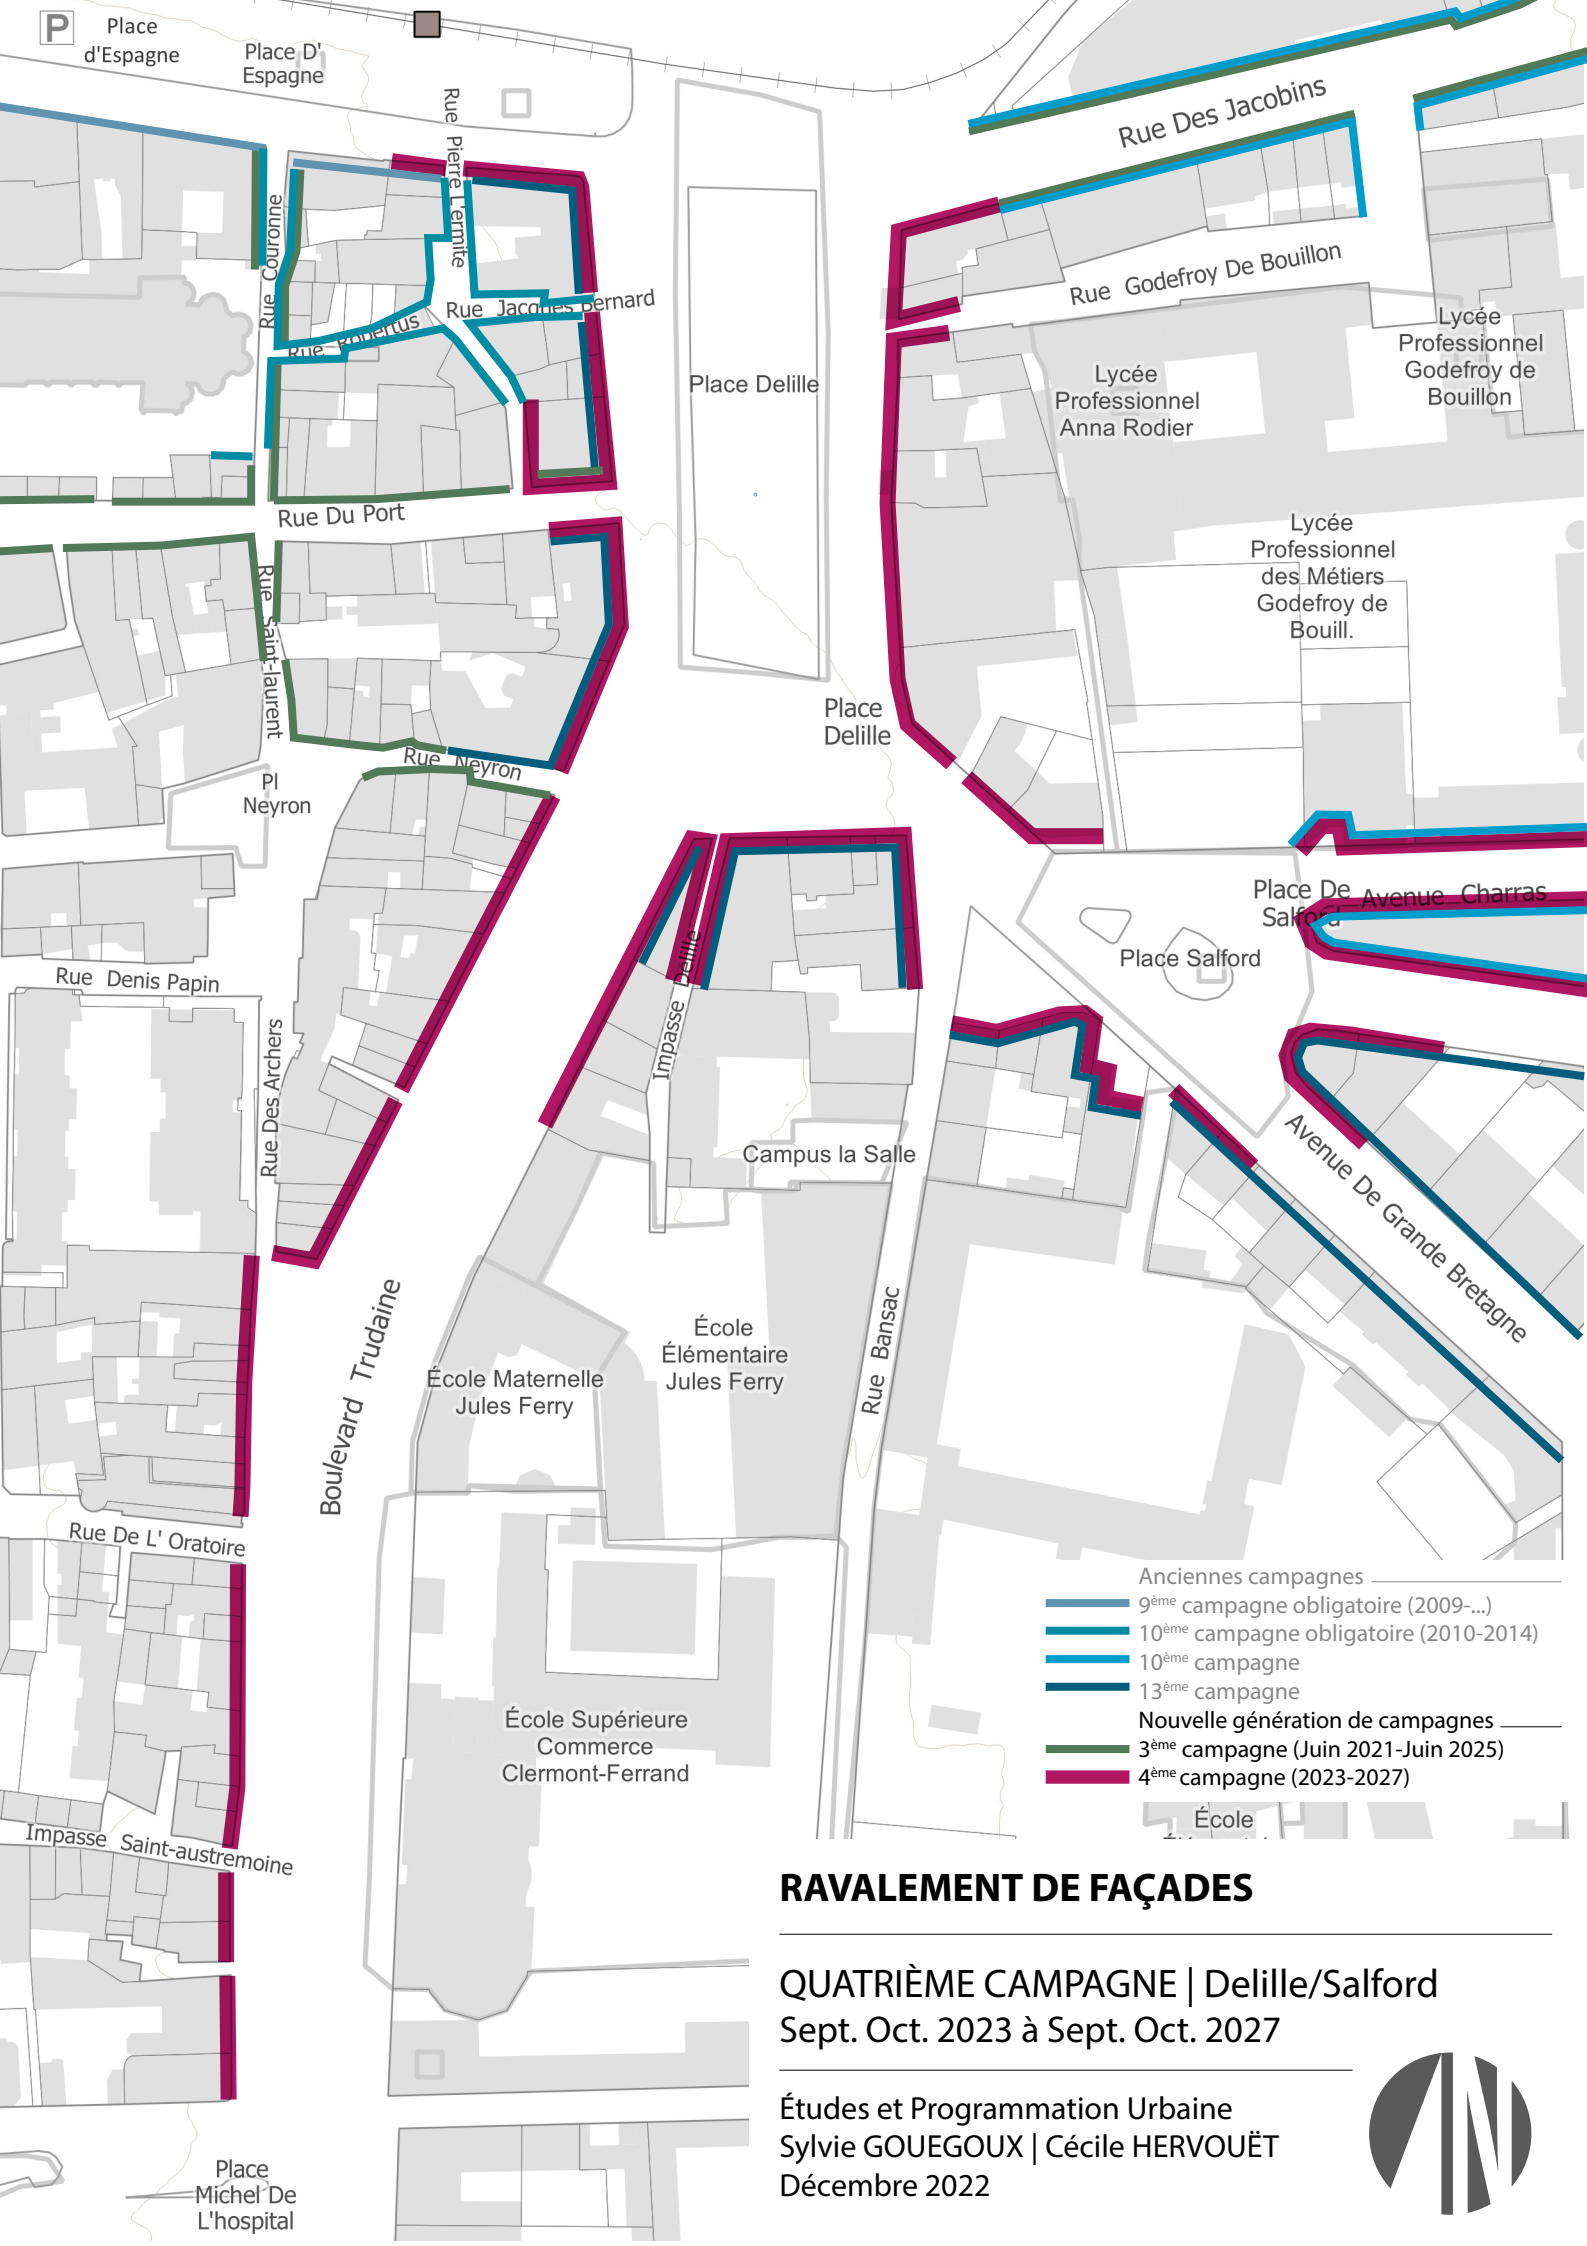 P
Place
d'Espagne
Place D'
Espagne
Rue Pierre L'ermite
Rue Des Jacobins
Rue Couronne
Rue Godefroy De Bouillon
Rue Jacques Bernard
Rue Robertus
Place Delille
Lycée
Professionnel
Anna Rodier
Lycée
Professionnel
Godefroy de
Bouillon
Rue Du Port
Lycée
Professionnel
des Métiers
Godefroy de
Bouill.
Rue Saint-laurent
Place
Delille
Rue Neyron
Pl
Neyron
Place De
Salford
Avenue Charras
Place Salford
Rue Denis Papin
Impasse Delille
Rue Des Archers
Campus la Salle
Avenue De Grande Bretagne
Boulevard Trudaine
École
Élémentaire
Jules Ferry
École Maternelle
Jules Ferry
Rue Bansac
Rue De L' Oratoire
École Supérieure
Commerce
Clermont-Ferrand
Impasse Saint-austremoine
Place
Michel De
L'hospital
Anciennes campagnes
9ème campagne obligatoire (2009-...)
10ème campagne obligatoire (2010-2014)
10ème campagne
13ème campagne
Nouvelle génération de campagnes
3ème campagne (Juin 2021-Juin 2025)
4ème campagne (2023-2027)
École
RAVALEMENT DE FAÇADES
QUATRIÈME CAMPAGNE | Delille/Salford
Sept. Oct. 2023 à Sept. Oct. 2027
Études et Programmation Urbaine
Sylvie GOUEGOUX | Cécile HERVOUËT
Décembre 2022